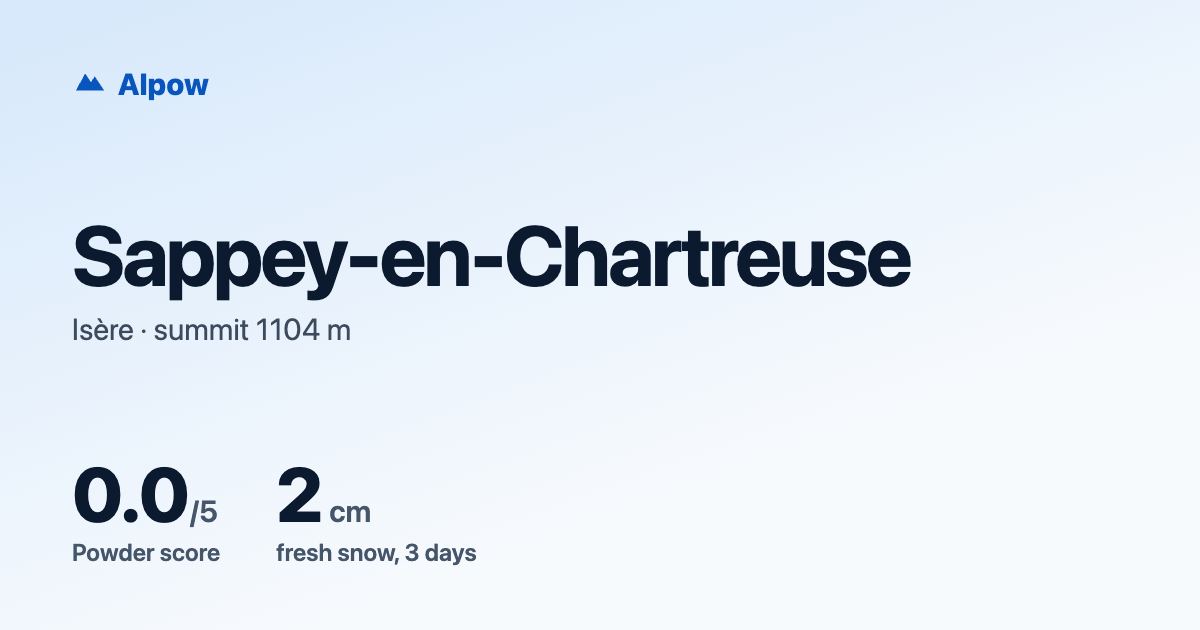 Alpow
Sappey-en-Chartreuse
Isère · summit 1104 m
0.0/5 2 cm
Powder score fresh snow, 3 days